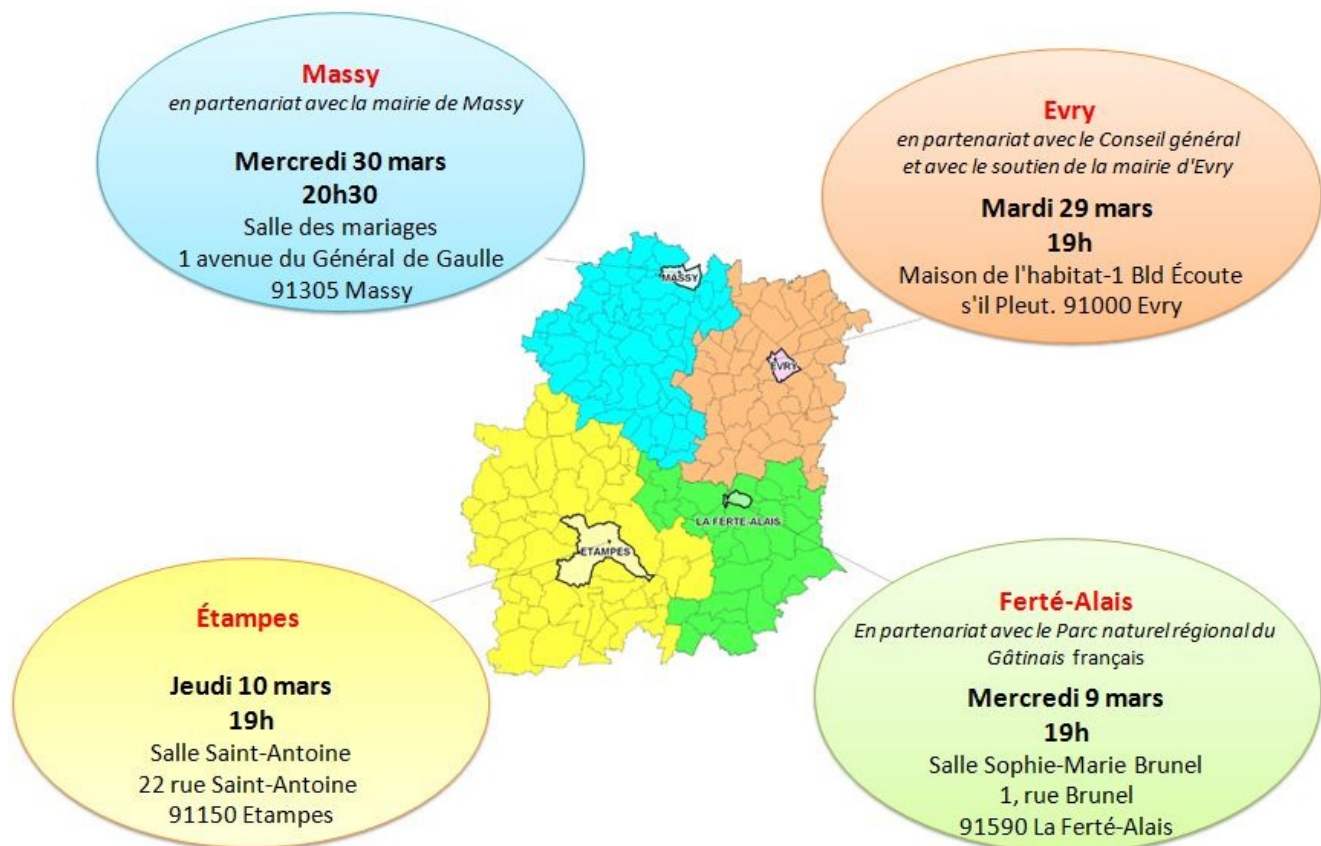 Massy
en partenariat avec la mairie de Massy
Mercredi 30 mars
20h30
Salle des mariages
1 avenue du Général de Gaulle
91305 Massy
Evry
en partenariat avec le Conseil général
et avec le soutien de la mairie d'Evry
Mardi 29 mars
19h
Maison de l'habitat-1 Bld Écoute
s'il Pleut. 91000 Evry
MASSY
EVRY
LA FERTE-ALAIS
ETAMPES
Étampes
Jeudi 10 mars
19h
Salle Saint-Antoine
22 rue Saint-Antoine
91150 Etampes
Ferté-Alais
En partenariat avec le Parc naturel régional du
Gâtinais français
Mercredi 9 mars
19h
Salle Sophie-Marie Brunel
1, rue Brunel
91590 La Ferté-Alais